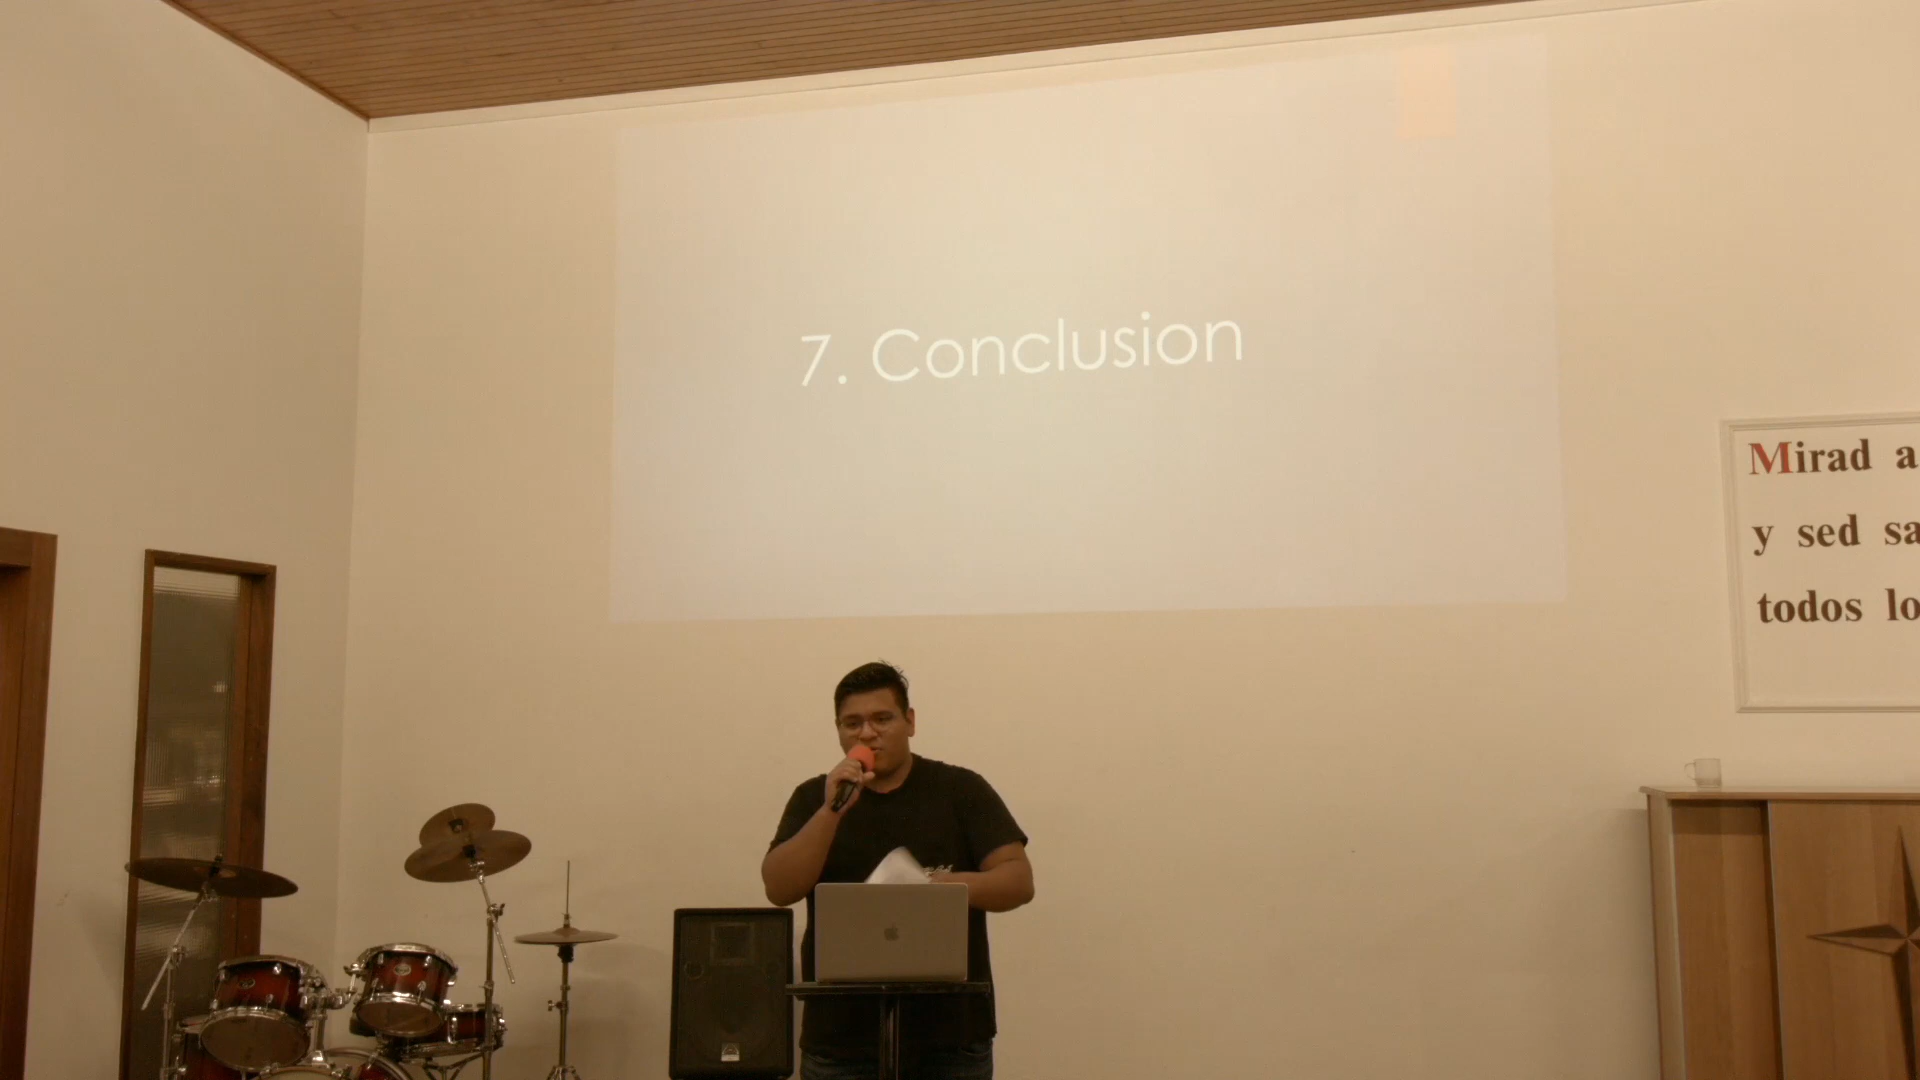 7. Conclusion
Mirad a
y sed sa
todos lo